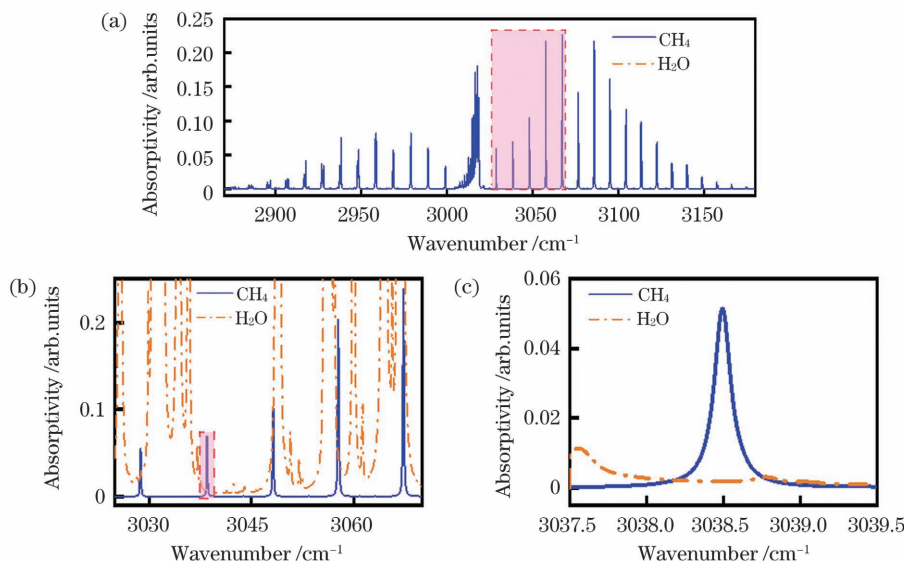 (a)
0.25
0.20
0.15
0.10
0.05
0
Absorptivity /arb.units
CH₄
H₂O
2900 2950 3000 3050 3100 3150
Wavenumber /cm⁻¹
(b)
0.2
0.1
0
Absorptivity /arb.units
CH₄
H₂O
3030 3045 3060
Wavenumber /cm⁻¹
(c)
0.06
0.04
0.02
0
Absorptivity /arb.units
CH₄
H₂O
3037.5 3038.0 3038.5 3039.0 3039.5
Wavenumber /cm⁻¹